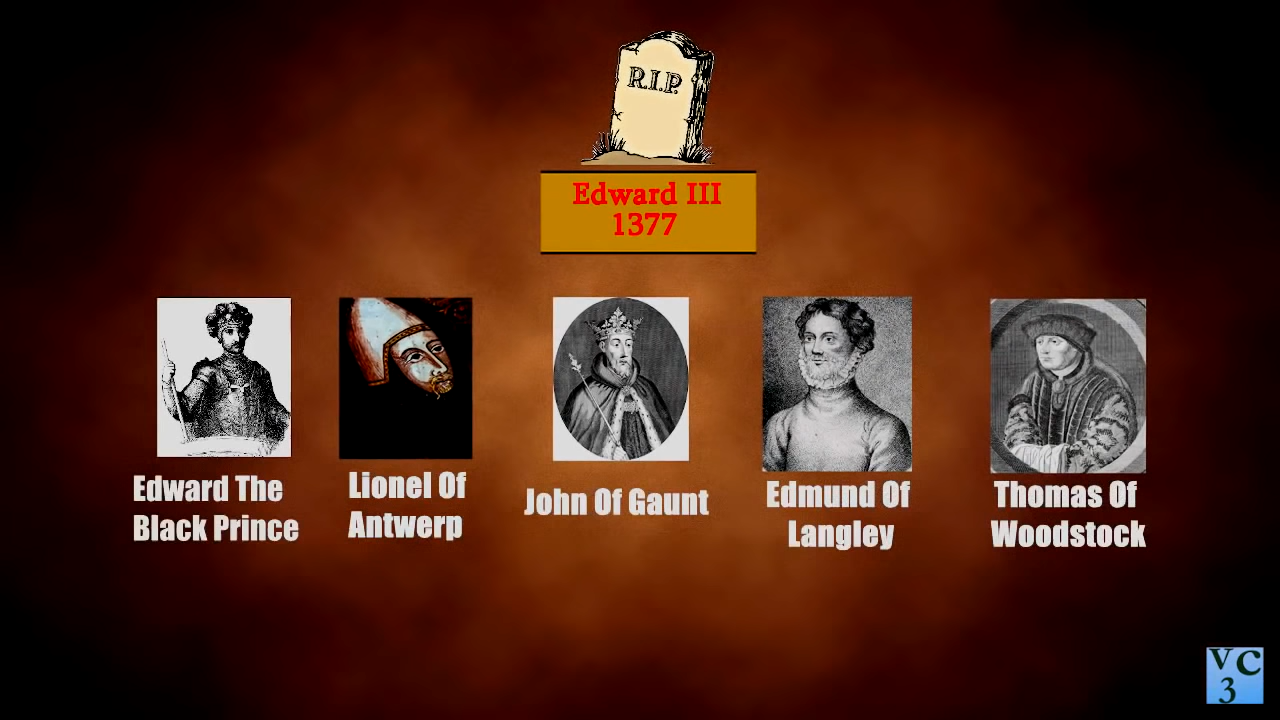 R.I.P.
Edward III
1377
Edward The
Black Prince
Lionel Of
Antwerp
John Of Gaunt
Edmund Of
Langley
Thomas Of
Woodstock
VC
3